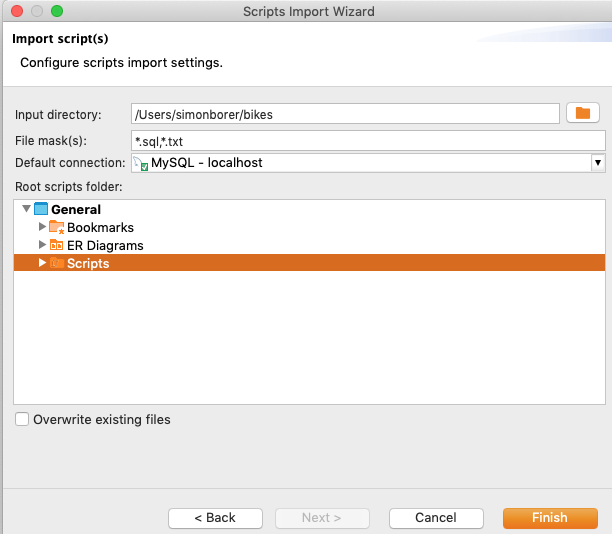 Scripts Import Wizard
Import script(s)
Configure scripts import settings.
Input directory: /Users/simonborer/bikes
File mask(s): *.sql,*.txt
Default connection: MySQL - localhost
Root scripts folder:
General
Bookmarks
ER Diagrams
Scripts
Overwrite existing files
< Back Next > Cancel Finish